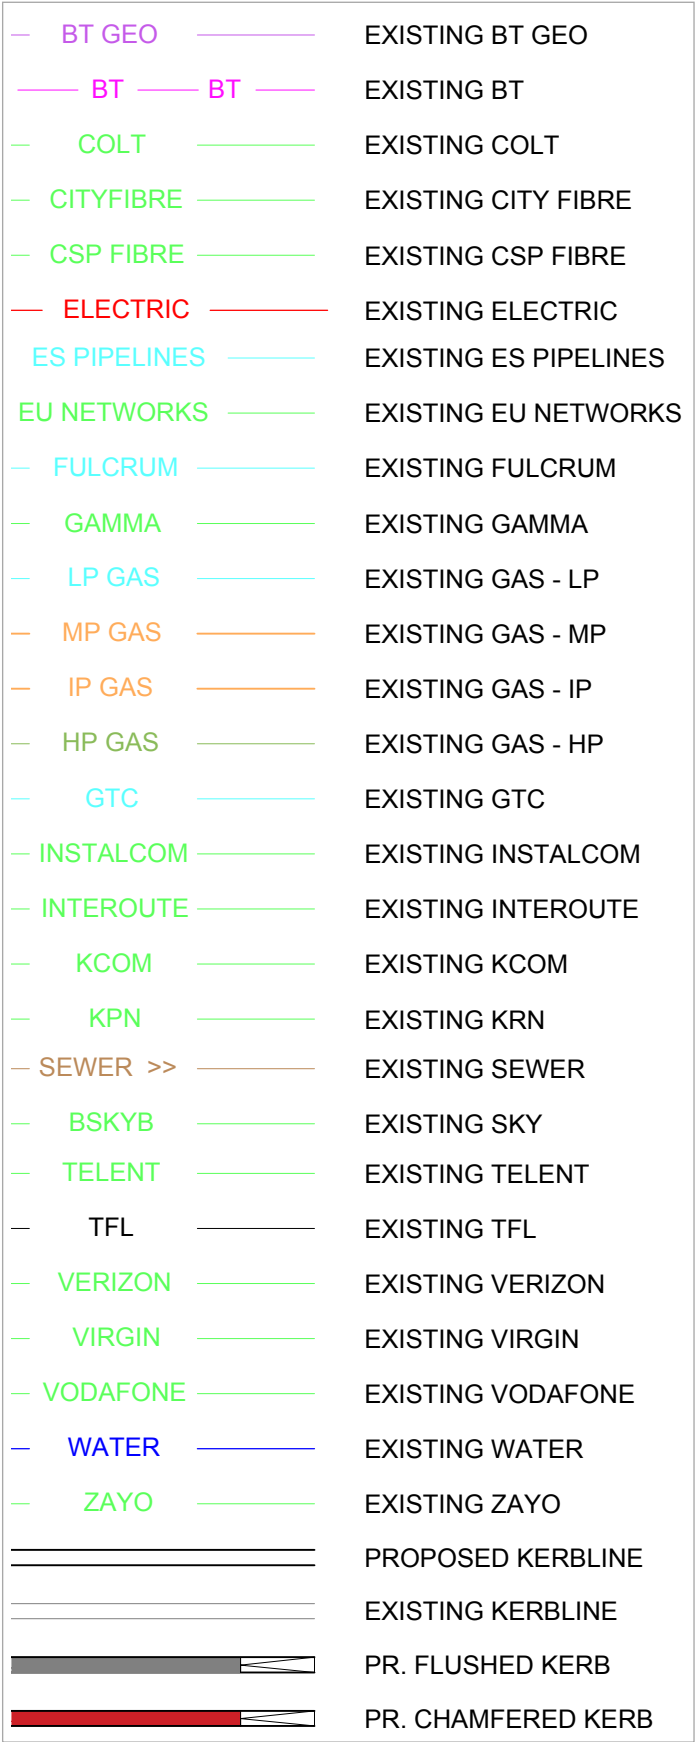 BT GEO EXISTING BT GEO
BT BT EXISTING BT
COLT EXISTING COLT
CITYFIBRE EXISTING CITY FIBRE
CSP FIBRE EXISTING CSP FIBRE
ELECTRIC EXISTING ELECTRIC
ES PIPELINES EXISTING ES PIPELINES
EU NETWORKS EXISTING EU NETWORKS
FULCRUM EXISTING FULCRUM
GAMMA EXISTING GAMMA
LP GAS EXISTING GAS - LP
MP GAS EXISTING GAS - MP
IP GAS EXISTING GAS - IP
HP GAS EXISTING GAS - HP
GTC EXISTING GTC
INSTALCOM EXISTING INSTALCOM
INTEROUTE EXISTING INTEROUTE
KCOM EXISTING KCOM
KPN EXISTING KRN
SEWER >> EXISTING SEWER
BSKYB EXISTING SKY
TELENT EXISTING TELENT
TFL EXISTING TFL
VERIZON EXISTING VERIZON
VIRGIN EXISTING VIRGIN
VODAFONE EXISTING VODAFONE
WATER EXISTING WATER
ZAYO EXISTING ZAYO
PROPOSED KERBLINE
EXISTING KERBLINE
PR. FLUSHED KERB
PR. CHAMFERED KERB